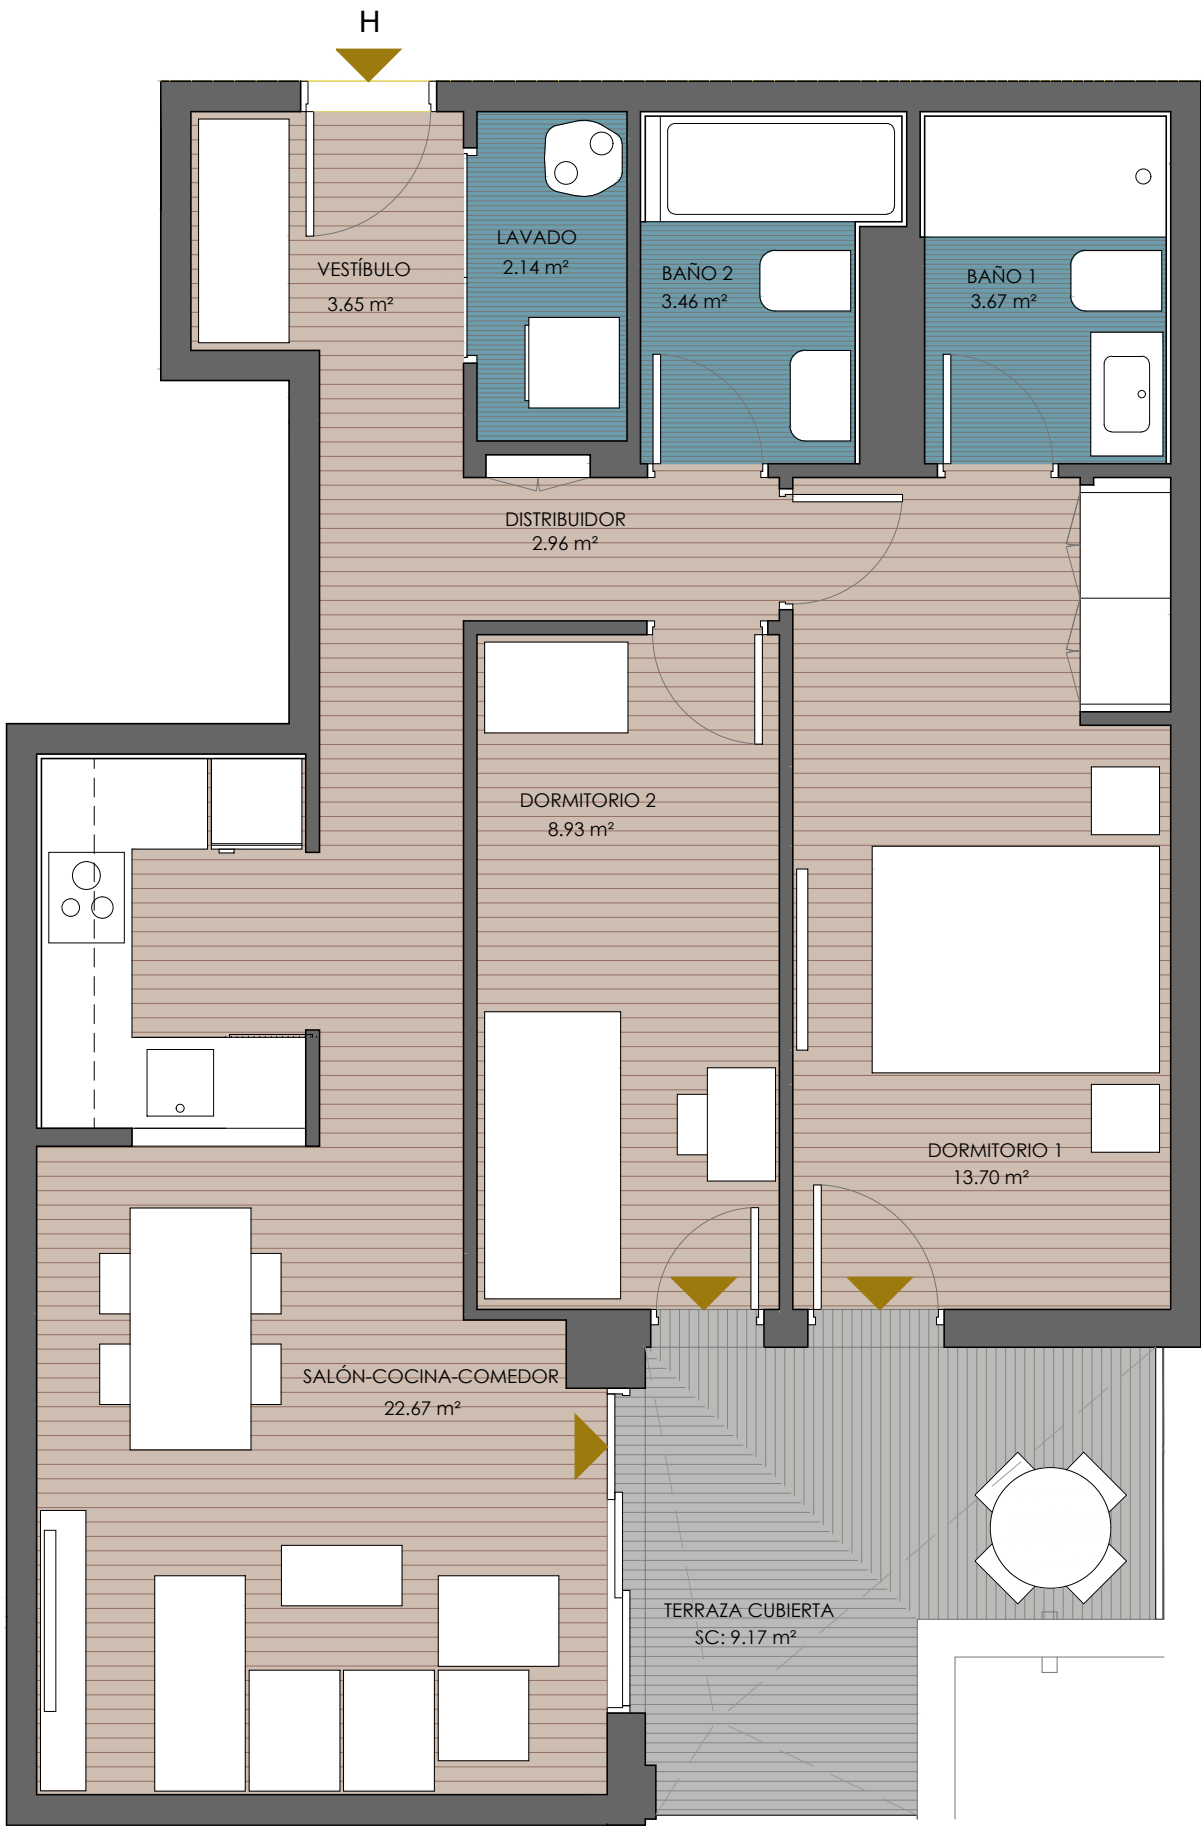 H
LAVADO
2.14 m²
VESTÍBULO
3.65 m²
BAÑO 2
3.46 m²
BAÑO 1
3.67 m²
DISTRIBUIDOR
2.96 m²
DORMITORIO 2
8.93 m²
DORMITORIO 1
13.70 m²
SALÓN-COCINA-COMEDOR
22.67 m²
TERRAZA CUBIERTA
SC: 9.17 m²